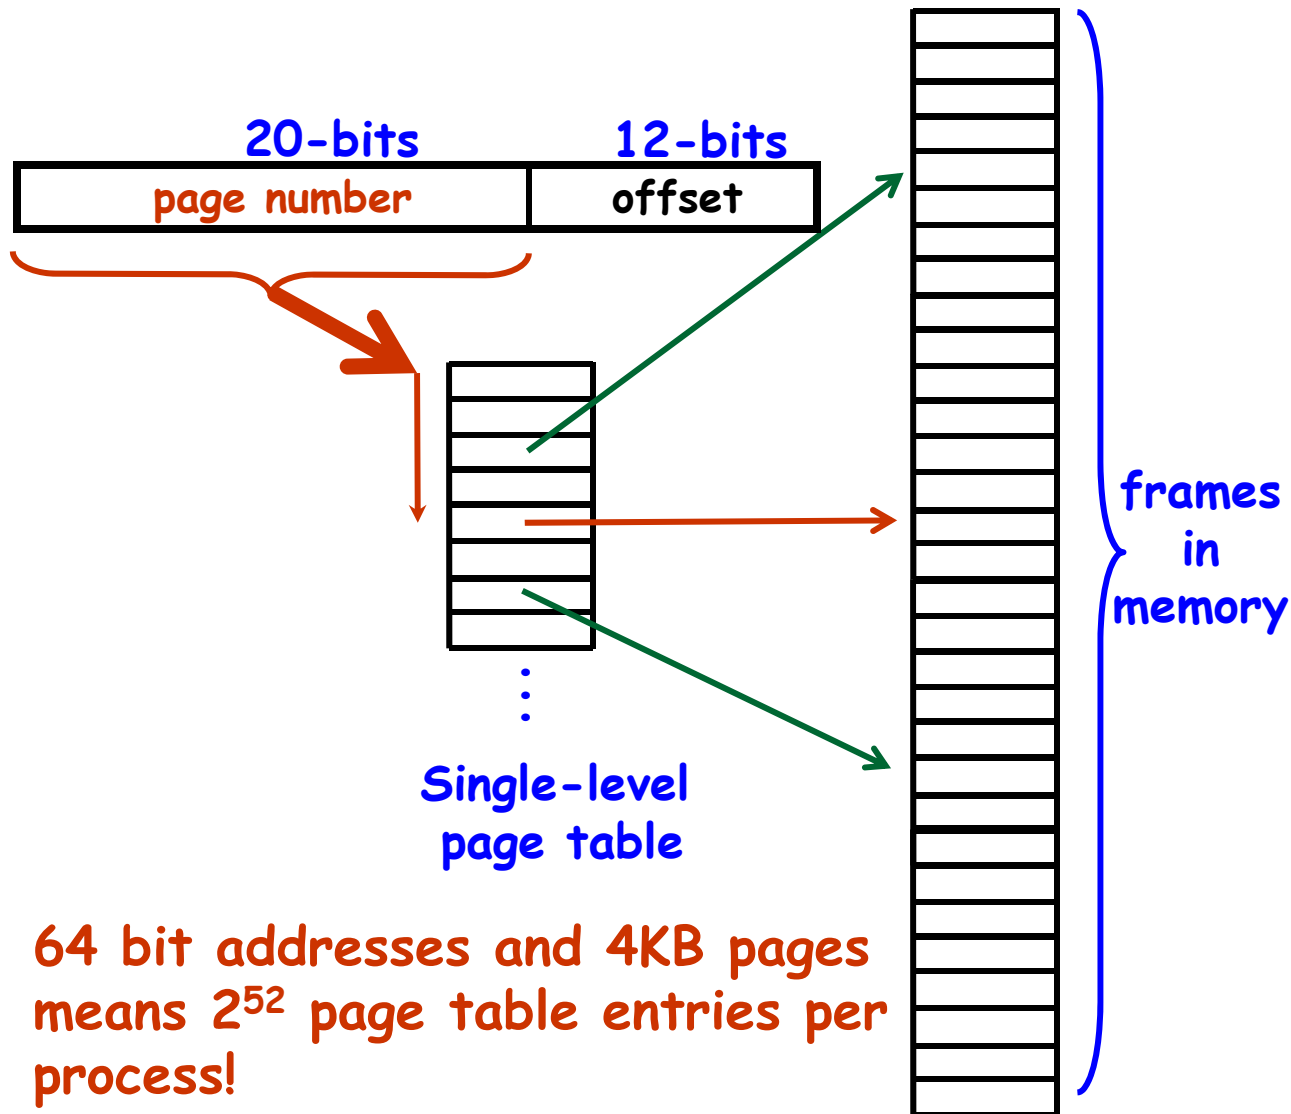 20-bits
12-bits
page number
offset
frames
in
memory
Single-level
page table
64 bit addresses and 4KB pages
means 2⁵² page table entries per
process!